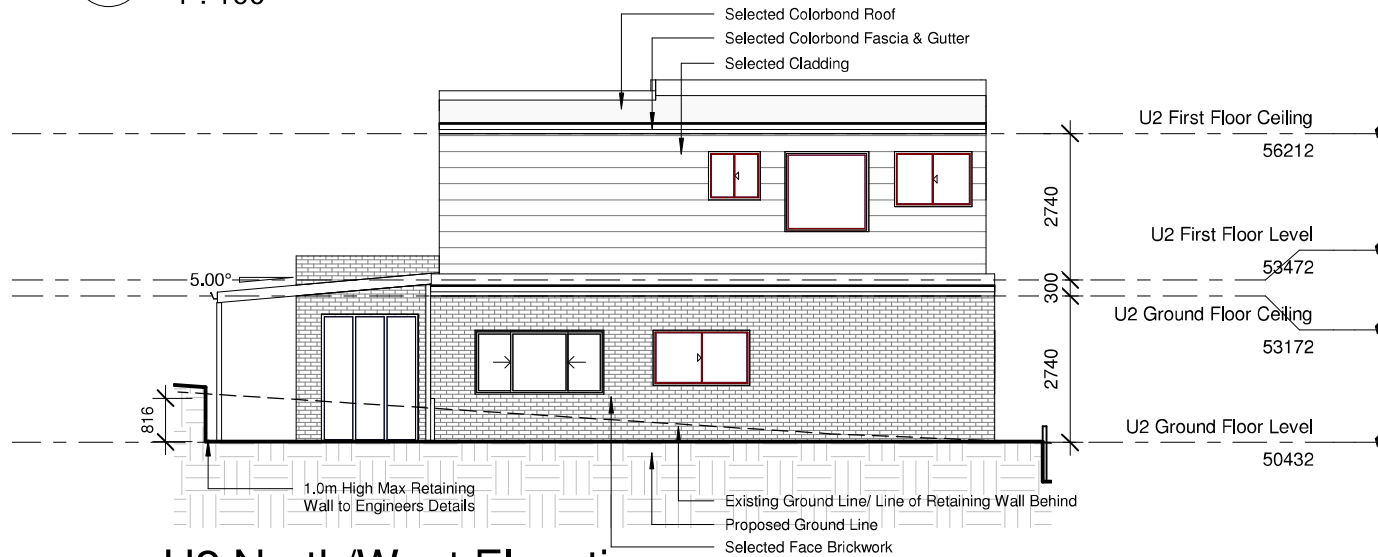 Selected Colorbond Roof
Selected Colorbond Fascia & Gutter
Selected Cladding
U2 First Floor Ceiling
56212
2740
U2 First Floor Level
53472
5.00°
300
U2 Ground Floor Ceiling
53172
2740
816
U2 Ground Floor Level
50432
1.0m High Max Retaining
Wall to Engineers Details
Existing Ground Line/ Line of Retaining Wall Behind
Proposed Ground Line
Selected Face Brickwork